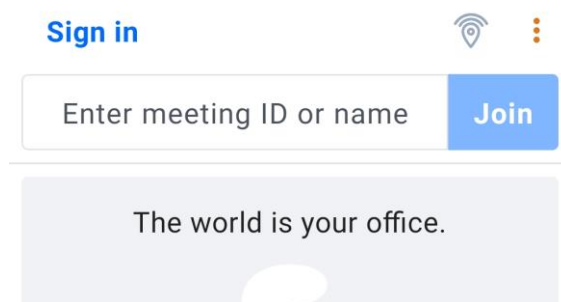 Sign in
Enter meeting ID or name
Join
The world is your office.